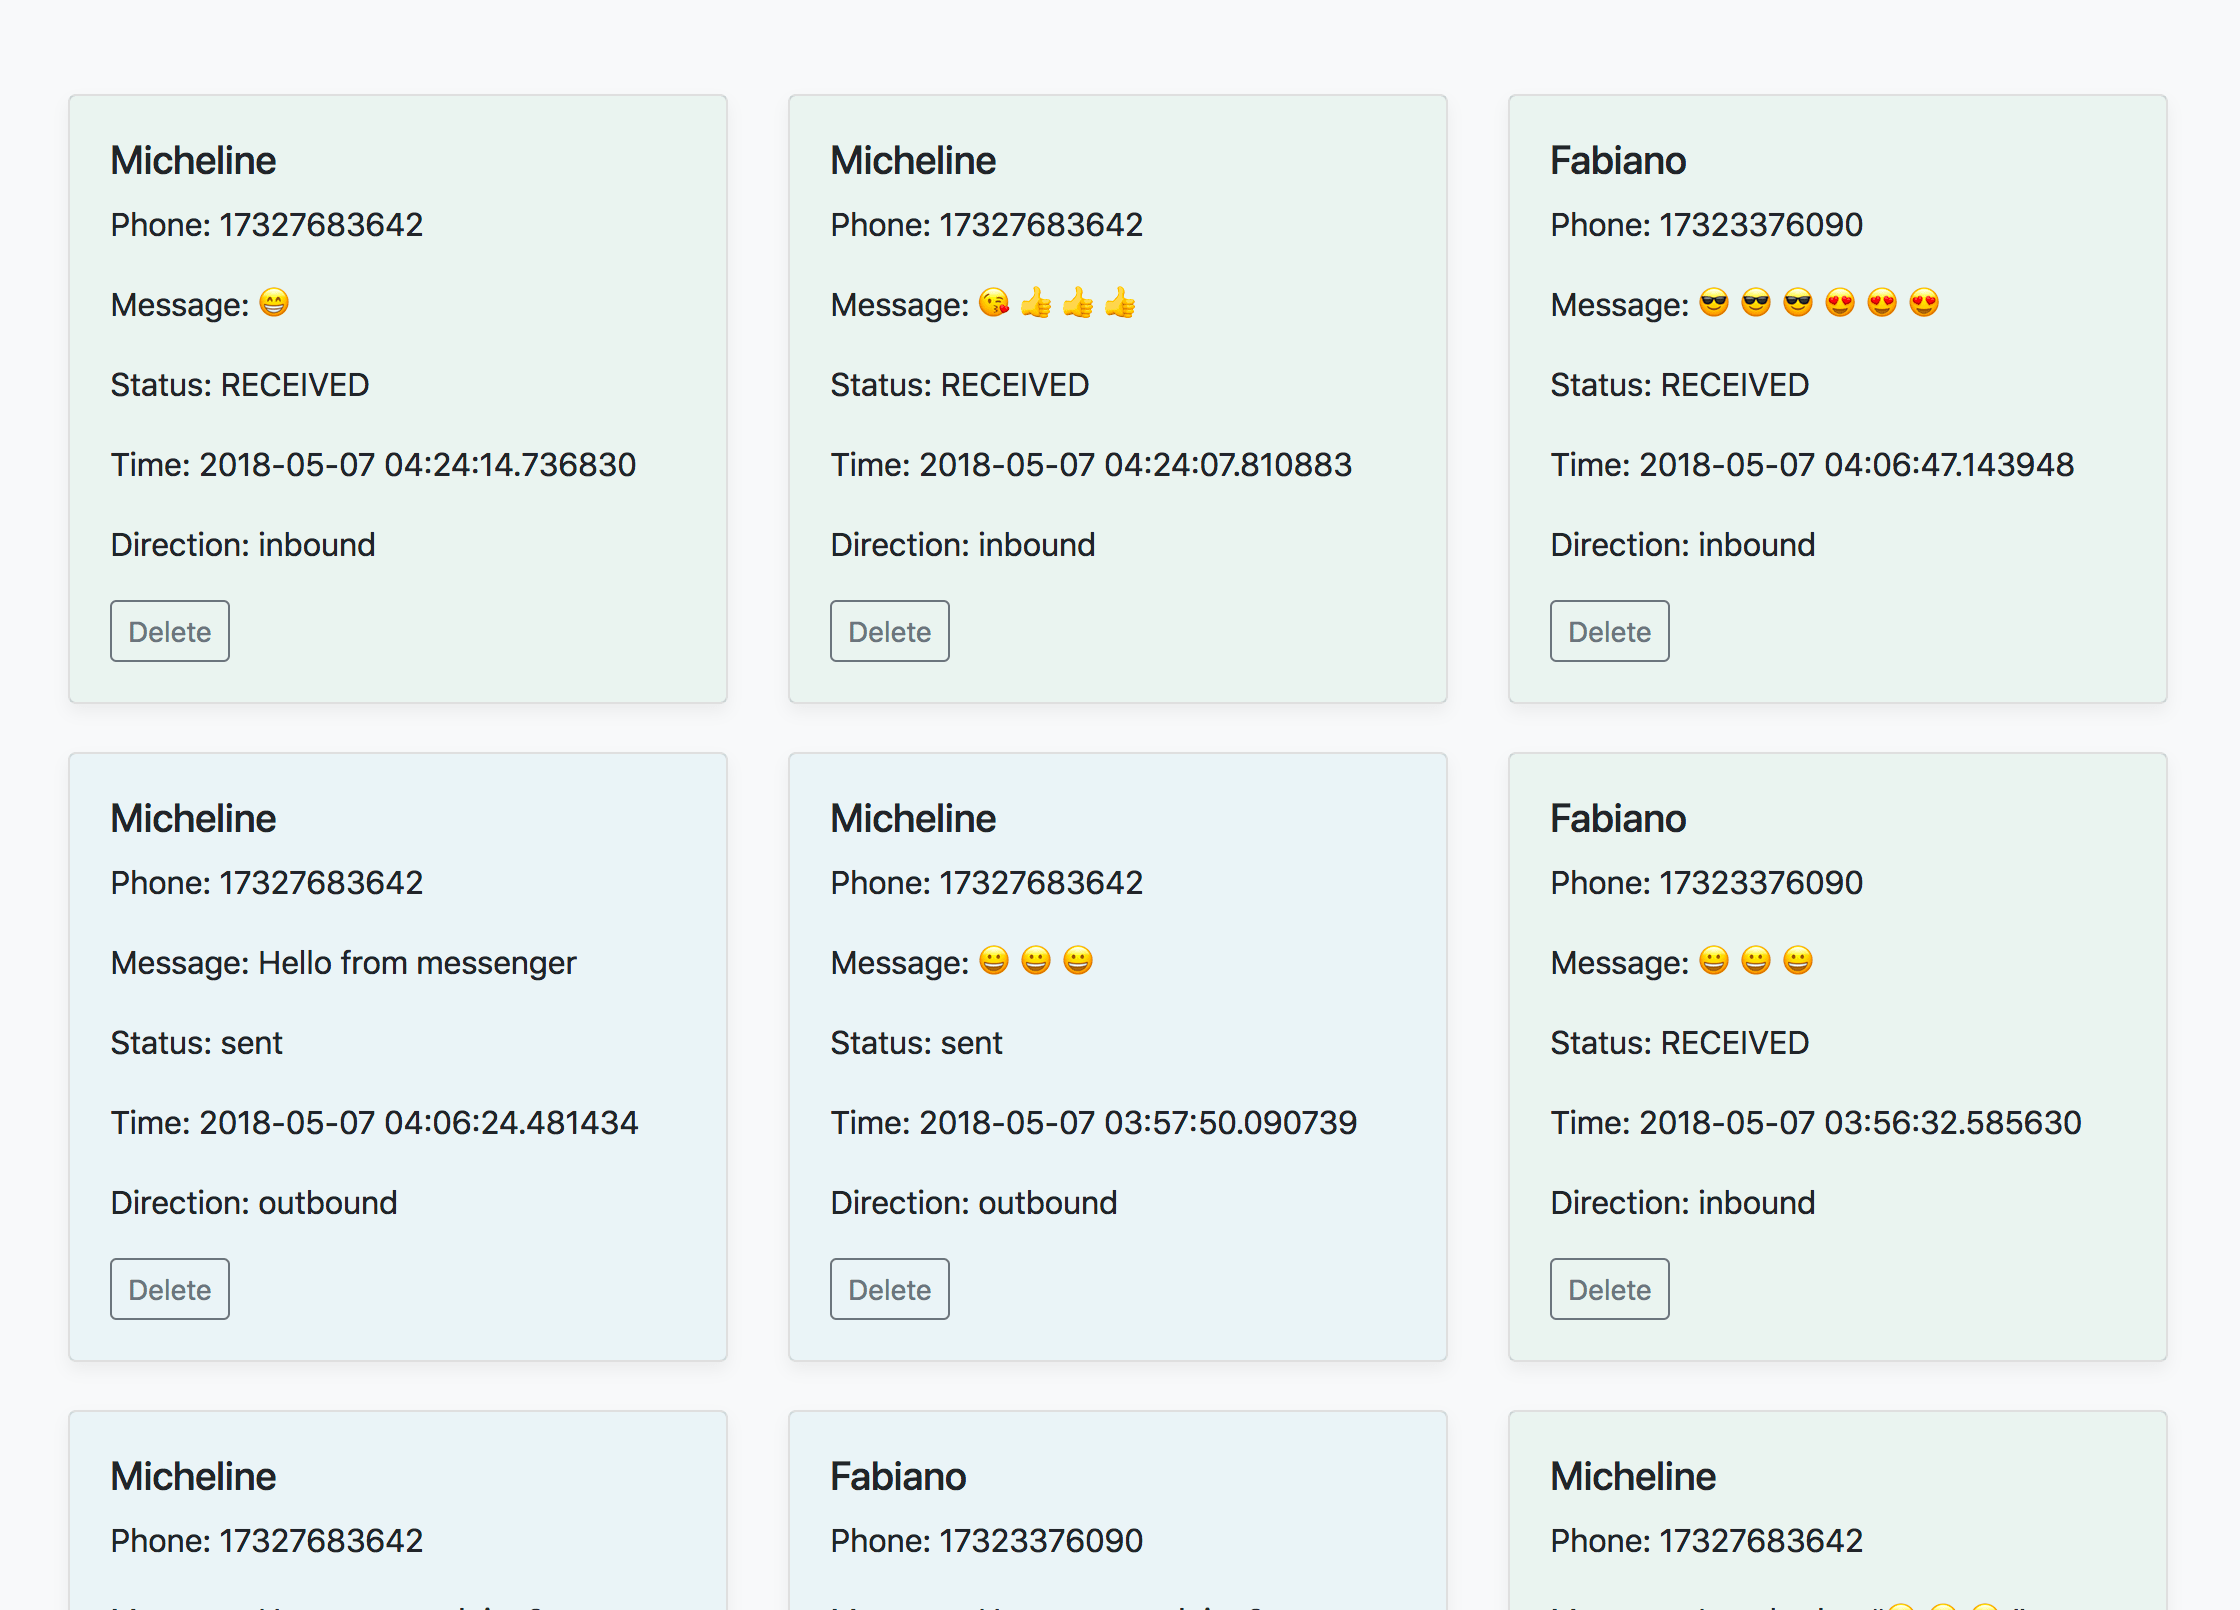 Micheline
Phone: 17327683642
Message: 😁
Status: RECEIVED
Time: 2018-05-07 04:24:14.736830
Direction: inbound
Delete
Micheline
Phone: 17327683642
Message: 😘 👍 👍 👍
Status: RECEIVED
Time: 2018-05-07 04:24:07.810883
Direction: inbound
Delete
Fabiano
Phone: 17323376090
Message: 😎 😎 😎 😍 😍 😍
Status: RECEIVED
Time: 2018-05-07 04:06:47.143948
Direction: inbound
Delete
Micheline
Phone: 17327683642
Message: Hello from messenger
Status: sent
Time: 2018-05-07 04:06:24.481434
Direction: outbound
Delete
Micheline
Phone: 17327683642
Message: 😀 😀 😀
Status: sent
Time: 2018-05-07 03:57:50.090739
Direction: outbound
Delete
Fabiano
Phone: 17323376090
Message: 😀 😀 😀
Status: RECEIVED
Time: 2018-05-07 03:56:32.585630
Direction: inbound
Delete
Micheline
Phone: 17327683642
Fabiano
Phone: 17323376090
Micheline
Phone: 17327683642